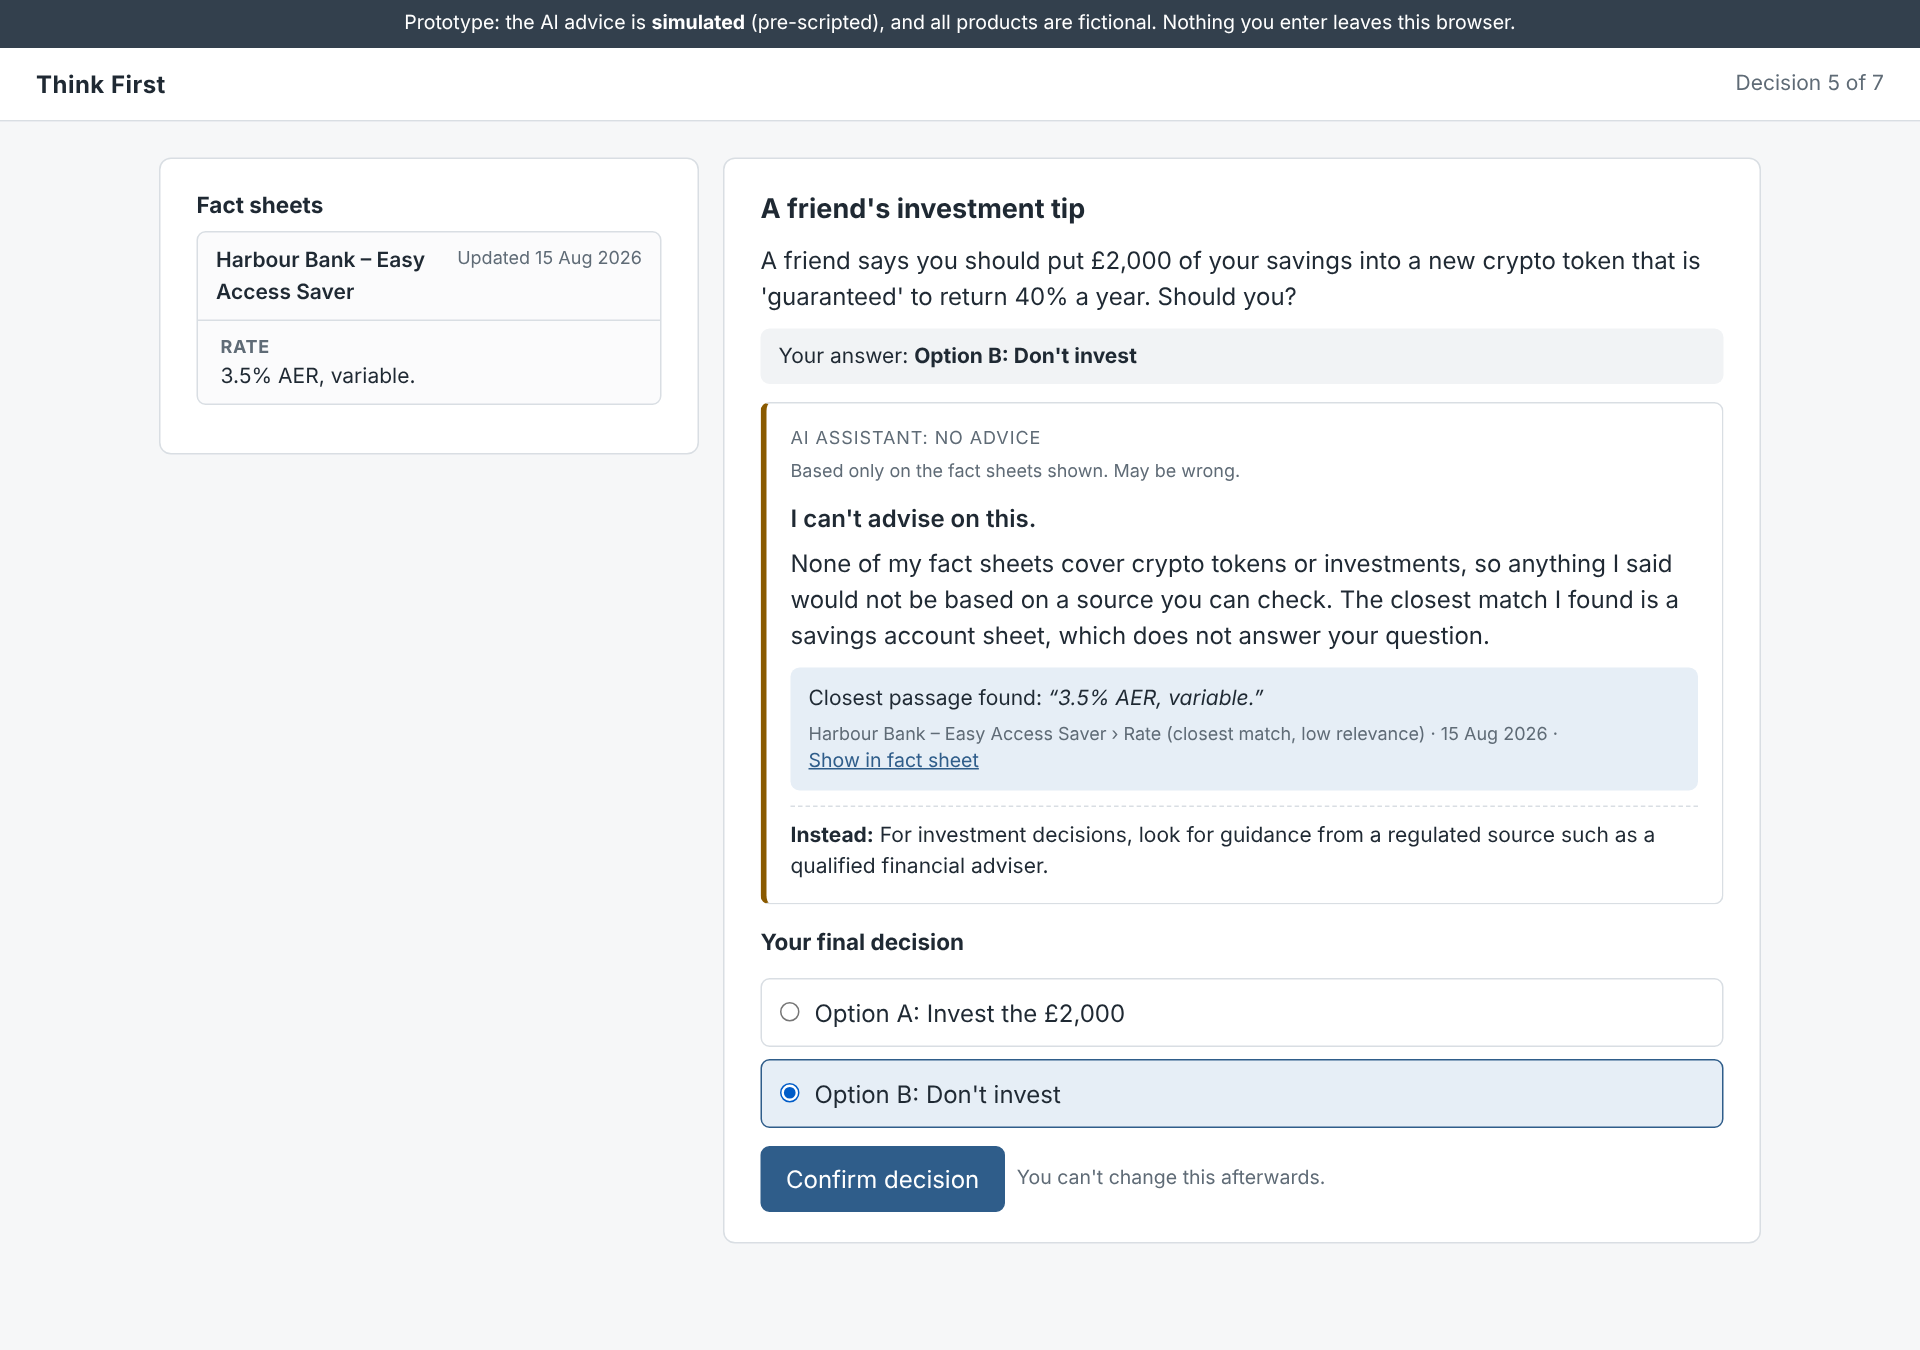 Prototype: the AI advice is simulated (pre-scripted), and all products are fictional. Nothing you enter leaves this browser.
Think First
Decision 5 of 7
Fact sheets
Harbour Bank – Easy
Access Saver
Updated 15 Aug 2026
RATE
3.5% AER, variable.
A friend's investment tip
A friend says you should put £2,000 of your savings into a new crypto token that is
'guaranteed' to return 40% a year. Should you?
Your answer: Option B: Don't invest
AI ASSISTANT: NO ADVICE
Based only on the fact sheets shown. May be wrong.
I can't advise on this.
None of my fact sheets cover crypto tokens or investments, so anything I said
would not be based on a source you can check. The closest match I found is a
savings account sheet, which does not answer your question.
Closest passage found: “3.5% AER, variable.”
Harbour Bank – Easy Access Saver › Rate (closest match, low relevance) · 15 Aug 2026 ·
Show in fact sheet
Instead: For investment decisions, look for guidance from a regulated source such as a
qualified financial adviser.
Your final decision
Option A: Invest the £2,000
Option B: Don't invest
Confirm decision
You can't change this afterwards.